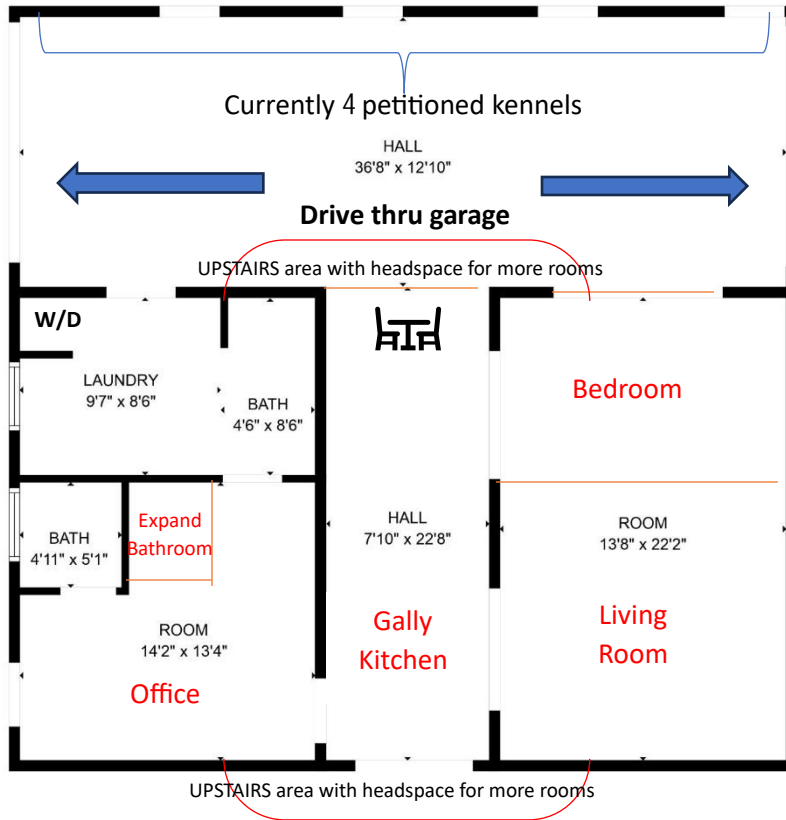 Currently 4 petitioned kennels
HALL
36'8" x 12'10"
Drive thru garage
UPSTAIRS area with headspace for more rooms
W/D
LAUNDRY
9'7" x 8'6"
BATH
4'6" x 8'6"
Bedroom
BATH
4'11" x 5'1"
Expand
Bathroom
HALL
7'10" x 22'8"
ROOM
13'8" x 22'2"
ROOM
14'2" x 13'4"
Office
Gally
Kitchen
Living
Room
UPSTAIRS area with headspace for more rooms